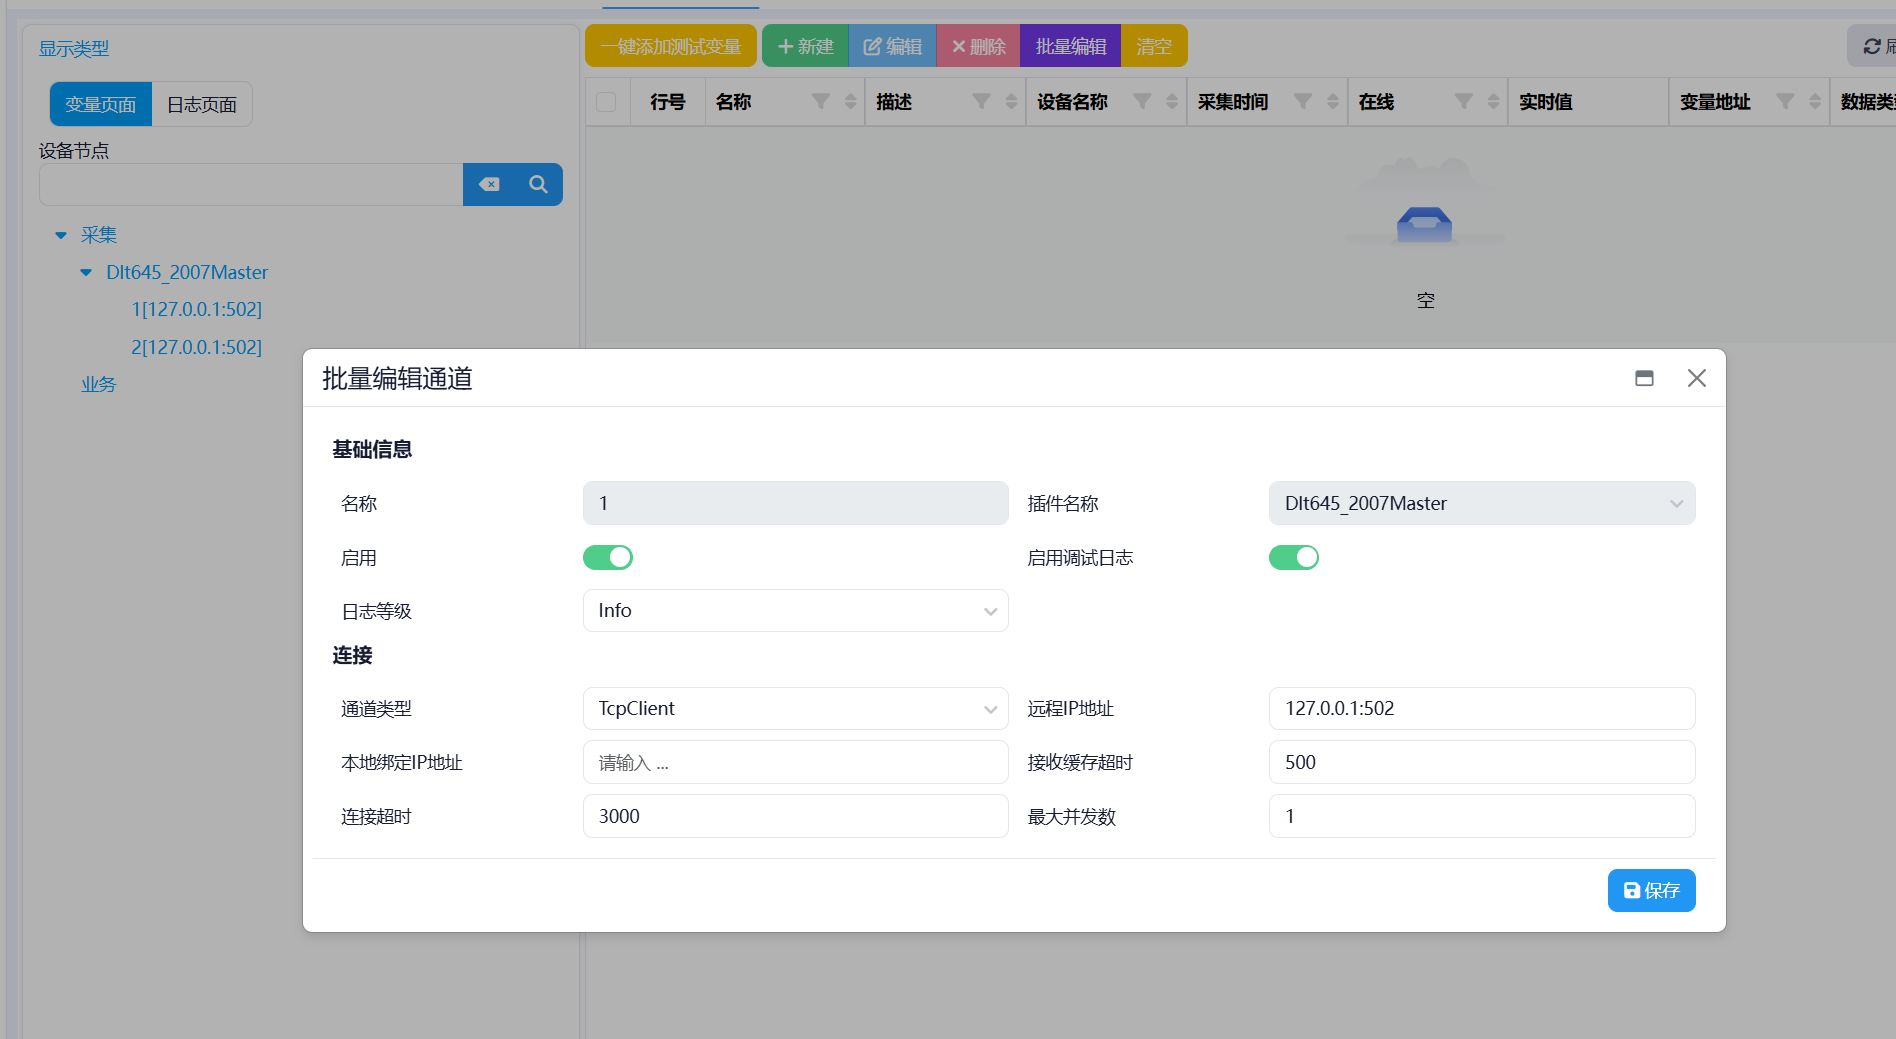 显示类型
变量页面
日志页面
设备节点
采集
Dlt645_2007Master
1[127.0.0.1:502]
2[127.0.0.1:502]
业务
一键添加测试变量
新建
编辑
删除
批量编辑
清空
行号
名称
描述
设备名称
采集时间
在线
实时值
变量地址
数据类
空
批量编辑通道
基础信息
名称
1
插件名称
Dlt645_2007Master
启用
启用调试日志
日志等级
Info
连接
通道类型
TcpClient
远程IP地址
127.0.0.1:502
本地绑定IP地址
请输入 ...
接收缓存超时
500
连接超时
3000
最大并发数
1
保存